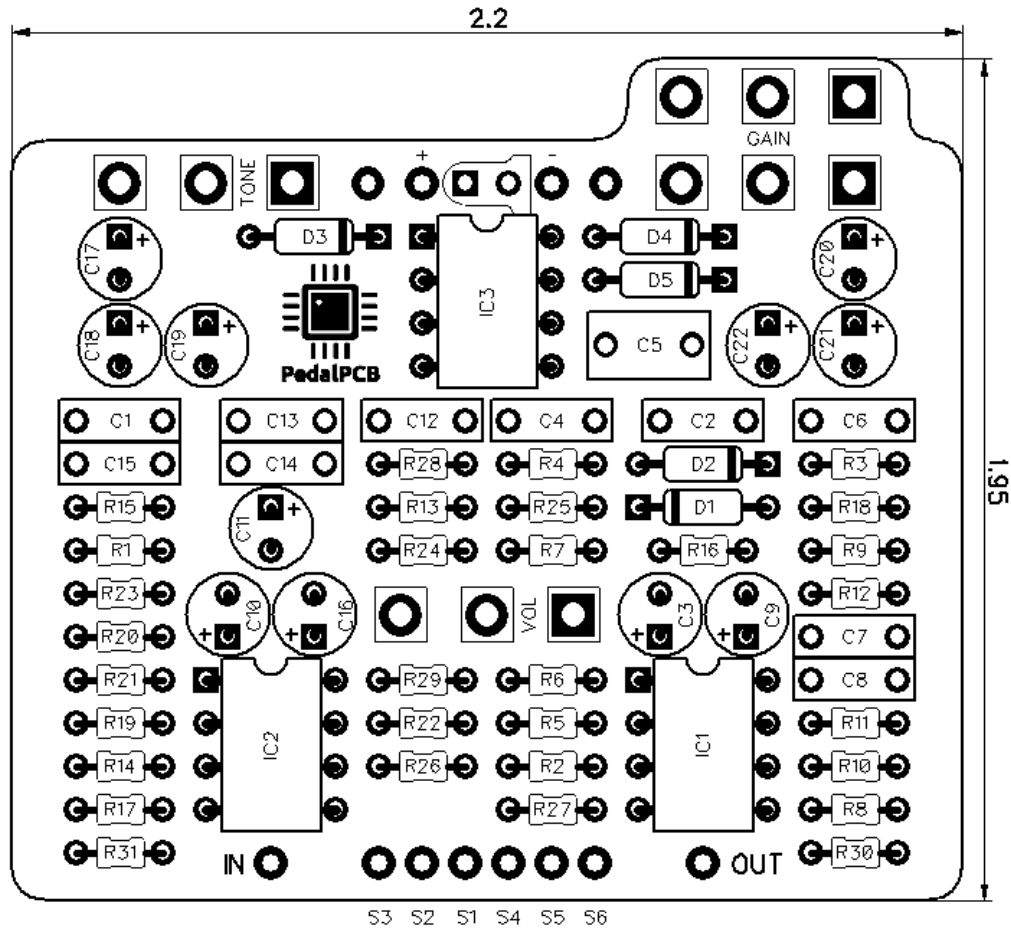 2.2
GAIN
TONE + -
C17 + D3 D4 C20 +
D5
IC3
C18 + C19 + C5 C22 + C21 +
PedalPCB
C1 C13 C12 C4 C2 C6
C15 C14 R28 R4 D2 R3
1.95
R15 C11 + R13 R25 D1 R18
R1 R24 R7 R16 R9
R23 R12
C10 C16 VOL C3 C9
R20 + + + + C7
R21 R29 R6 C8
R19 R22 R5 R11
IC2 IC1
R14 R26 R2 R10
R17 R27 R8
R31 IN OUT R30
S3 S2 S1 S4 S5 S6